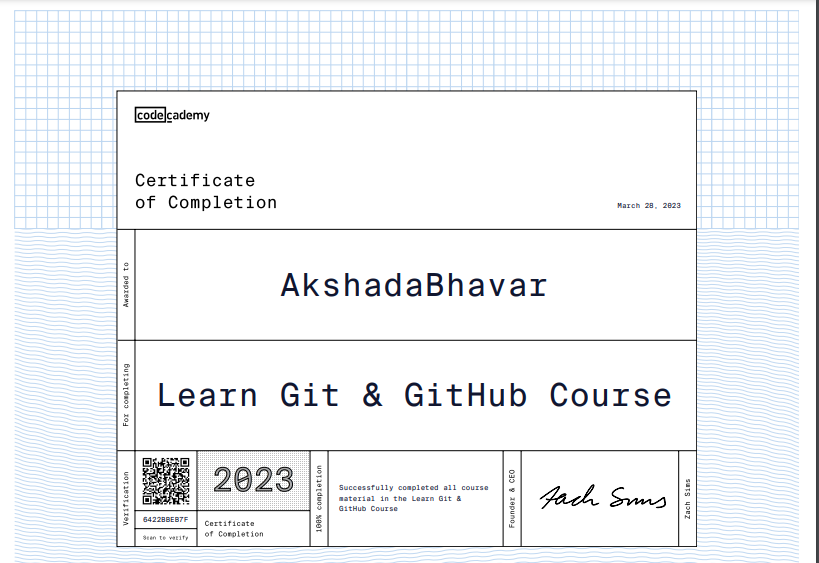 codecademy
Certificate
of Completion
March 28, 2023
Awarded to
AkshadaBhavar
For completing
Learn Git & GitHub Course
Verification
6422BBEB7F
Scan to verify
2023
Certificate
of Completion
100% completion
Successfully completed all course
material in the Learn Git &
GitHub Course
Founder & CEO
Zach Sims
Zach Sims